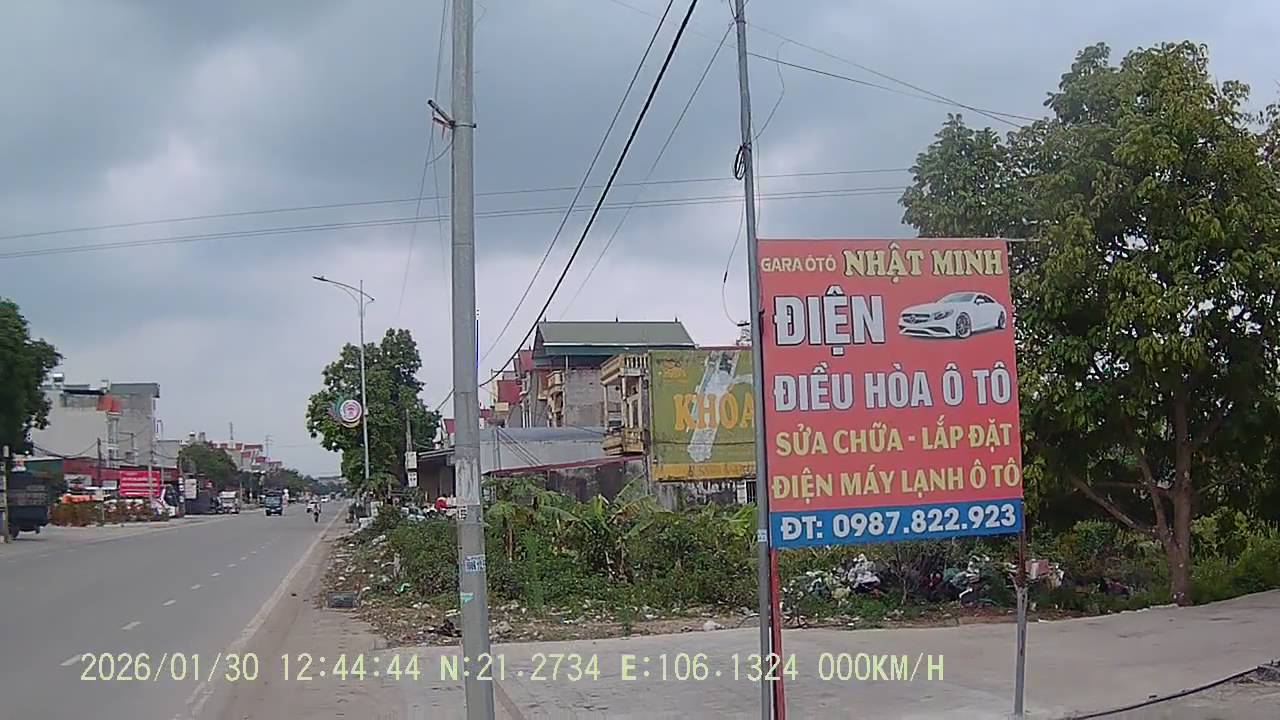 GARA ÔTÔ NHẬT MINH
ĐIỆN
ĐIỀU HÒA Ô TÔ
SỬA CHỮA - LẮP ĐẶT
ĐIỆN MÁY LẠNH Ô TÔ
ĐT: 0987.822.923
KHOA
2026/01/30 12:44:44 N:21.2734 E:106.1324 000KM/H